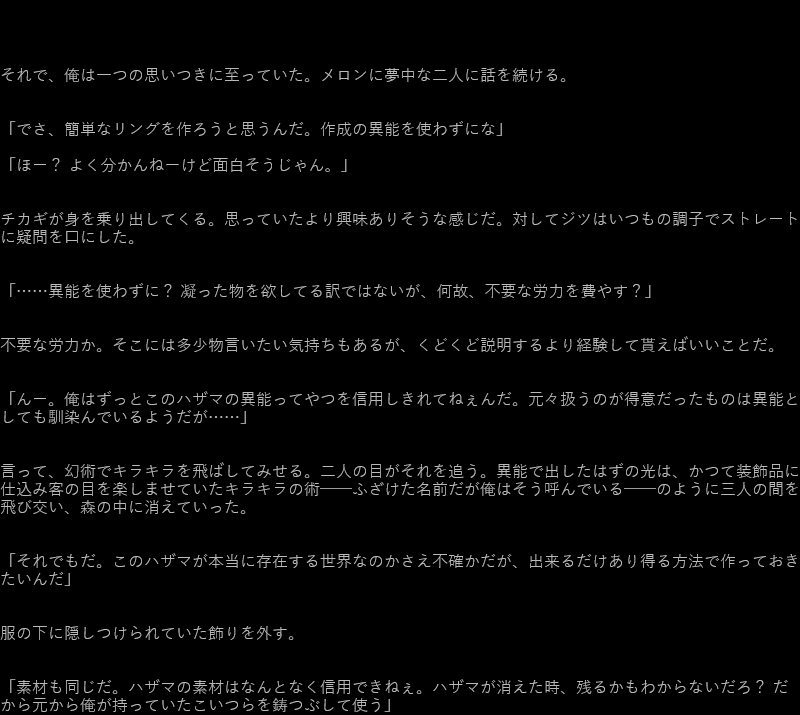 それで、俺は一つの思いつきに至っていた。メロンに夢中な二人に話を続ける。
「でさ、簡単なリングを作ろうと思うんだ。作成の異能を使わずにな」
「ほー？ よく分かんねーけど面白そうじゃん。」
チカギが身を乗り出してくる。思っていたより興味ありそうな感じだ。対してジツはいつもの調子でストレート
に疑問を口にした。
「……異能を使わずに？ 凝った物を欲してる訳ではないが、何故、不要な労力を費やす？」
不要な労力か。そこには多少物言いたい気持ちもあるが、くどくど説明するより経験して貰えばいいことだ。
「んー。俺はずっとこのハザマの異能ってやつを信用しきれてねぇんだ。元々扱うのが得意だったものは異能と
しても馴染んでいるようだが……」
言って、幻術でキラキラを飛ばしてみせる。二人の目がそれを追う。異能で出したはずの光は、かつて装飾品に
仕込み客の目を楽しませていたキラキラの術――ふざけた名前だが俺はそう呼んでいる――のように三人の間を
飛び交い、森の中に消えていった。
「それでもだ。このハザマが本当に存在する世界なのかさえ不確かだが、出来るだけあり得る方法で作っておき
たいんだ」
服の下に隠しつけられていた飾りを外す。
「素材も同じだ。ハザマの素材はなんとなく信用できねぇ。ハザマが消えた時、残るかもわからないだろ？ だ
から元から俺が持っていたこいつらを鋳つぶして使う」